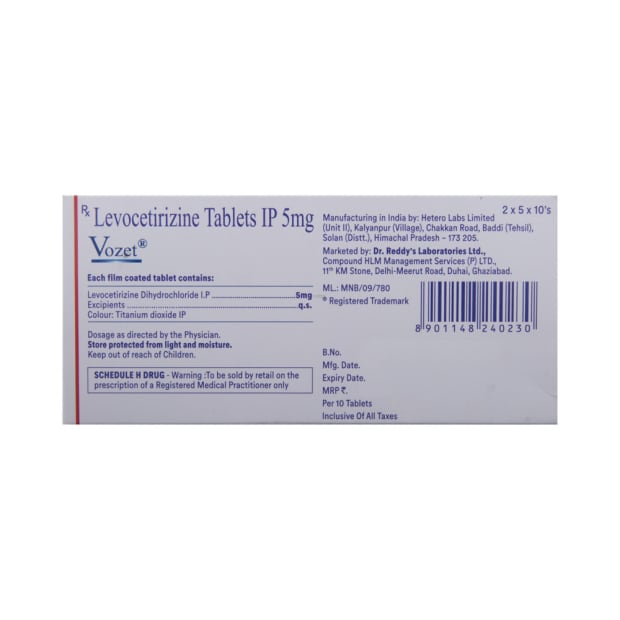 Rx Levocetirizine Tablets IP 5mg
Vozet®
Each film coated tablet contains:
Levocetirizine Dihydrochloride I.P ........................5mg
Excipients ........................q.s.
Colour: Titanium dioxide IP
Dosage as directed by the Physician.
Store protected from light and moisture.
Keep out of reach of Children.
SCHEDULE H DRUG - Warning :To be sold by retail on the
prescription of a Registered Medical Practitioner only
2 x 5 x 10's
Manufacturing in India by: Hetero Labs Limited
(Unit II), Kalyanpur (Village), Chakkan Road, Baddi (Tehsil),
Solan (Distt.), Himachal Pradesh - 173 205.
Marketed by: Dr. Reddy's Laboratories Ltd.,
Compound HLM Management Services (P) LTD.,
11th KM Stone, Delhi-Meerut Road, Duhai, Ghaziabad.
ML.: MNB/09/780
® Registered Trademark
8 901148 240230
B.No.
Mfg. Date.
Expiry Date.
MRP ₹.
Per 10 Tablets
Inclusive Of All Taxes